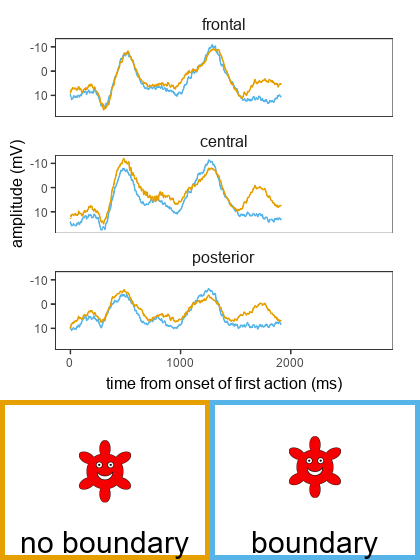 frontal
-10
0
10
central
-10
0
10
posterior
-10
0
10
0 1000 2000
amplitude (mV)
time from onset of first action (ms)
no boundary
boundary